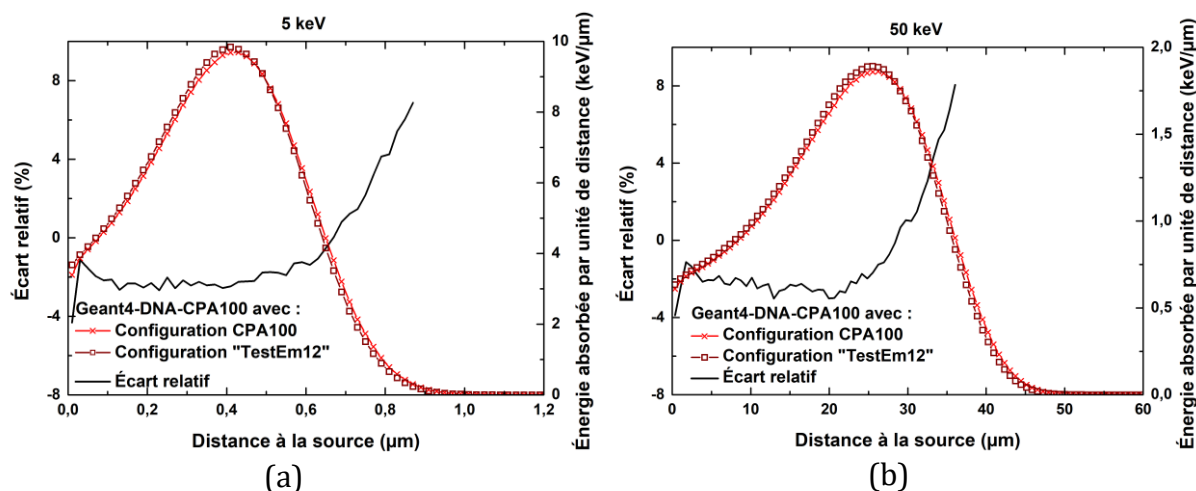 5 keV
Écart relatif (%)
8
4
0
-4
-8
10
8
6
4
2
0
Énergie absorbée par unité de distance (keV/µm)
Geant4-DNA-CPA100 avec :
Configuration CPA100
Configuration "TestEm12"
Écart relatif
0,0 0,2 0,4 0,6 0,8 1,0 1,2
Distance à la source (µm)
(a)
50 keV
Écart relatif (%)
8
4
0
-4
-8
2,0
1,5
1,0
0,5
0,0
Énergie absorbée par unité de distance (keV/µm)
Geant4-DNA-CPA100 avec :
Configuration CPA100
Configuration "TestEm12"
Écart relatif
0 10 20 30 40 50 60
Distance à la source (µm)
(b)